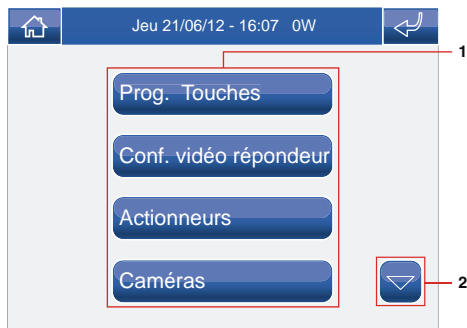 Jeu 21/06/12 - 16:07 0W
1
Prog. Touches
Conf. vidéo répondeur
Actionneurs
Caméras
2